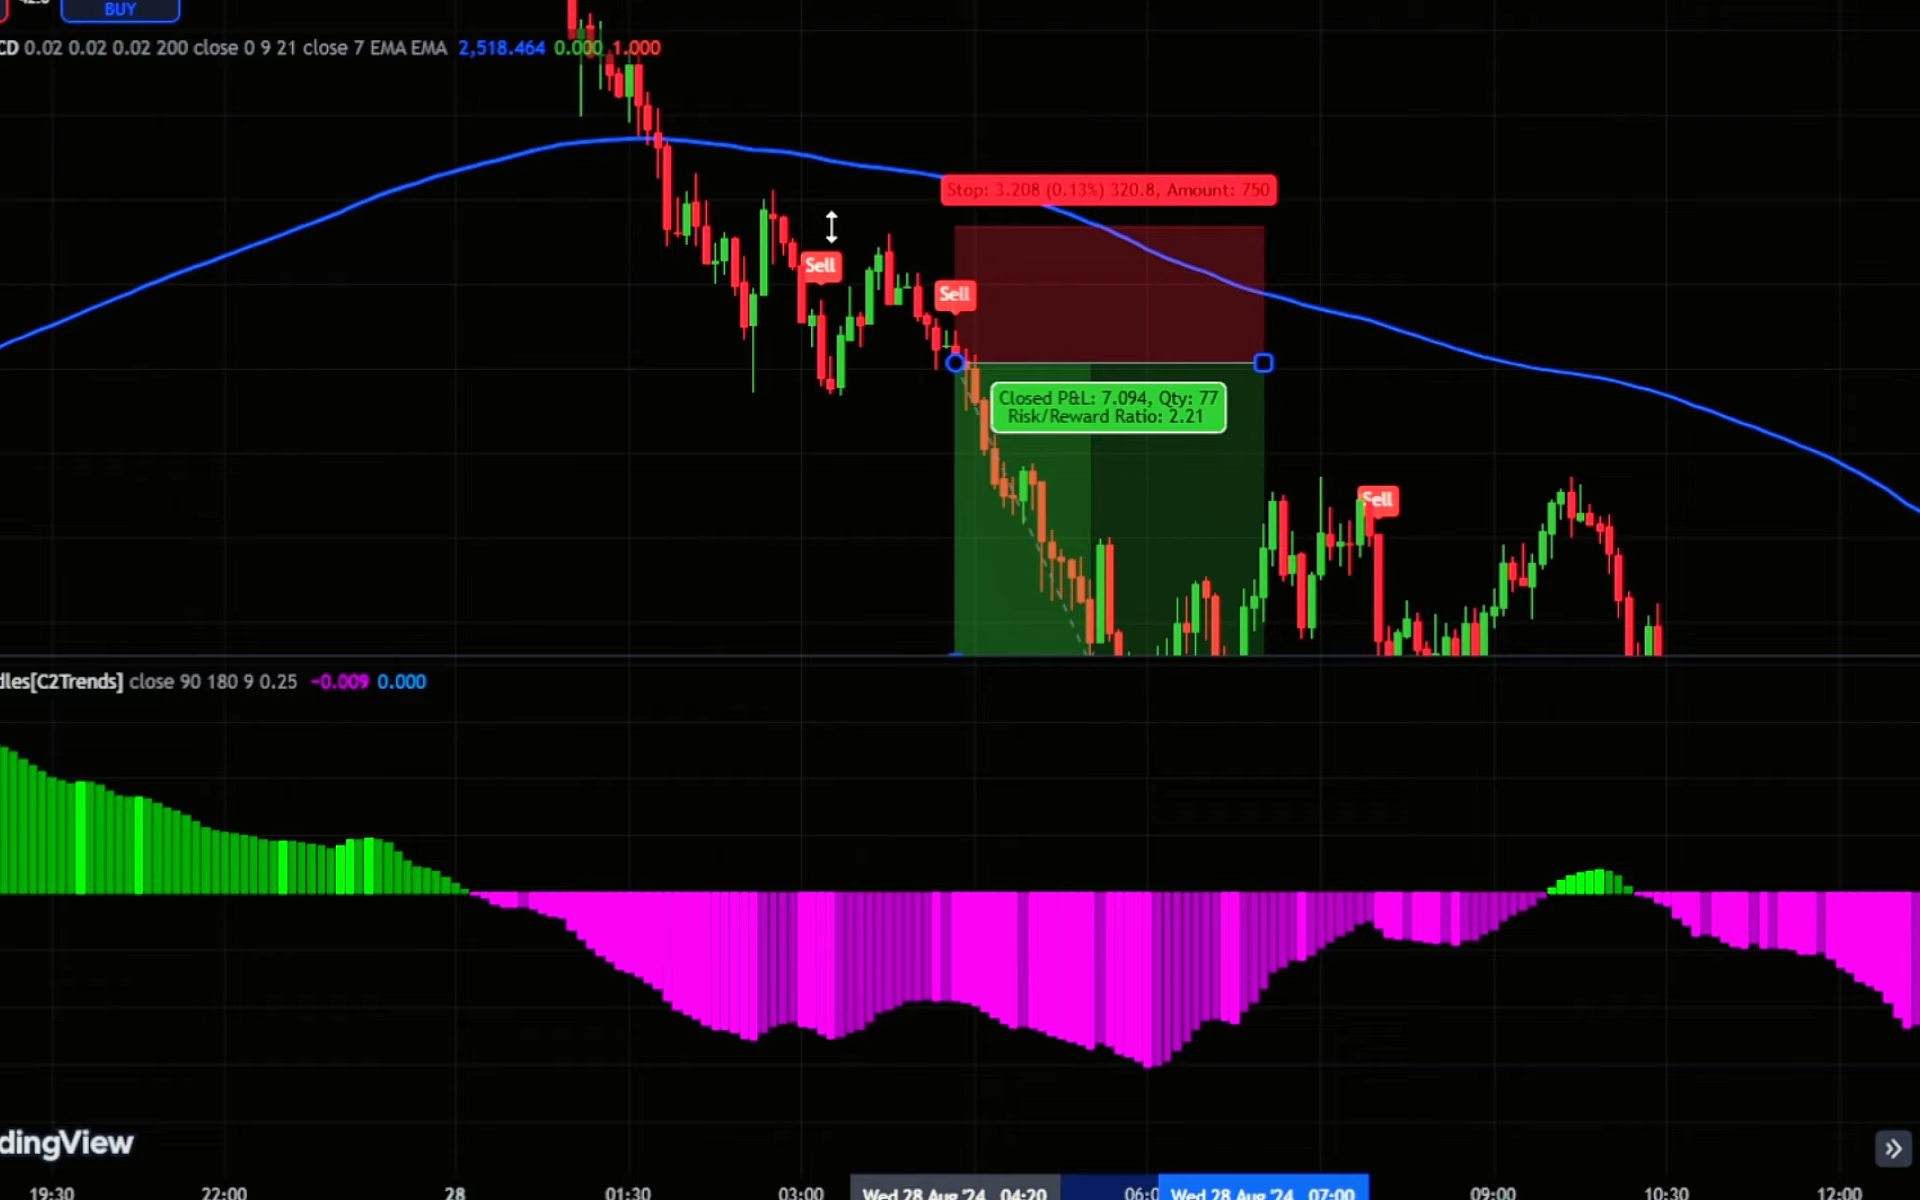 BUY
CD 0.02 0.02 0.02 200 close 0 9 21 close 7 EMA EMA 2,518.464 0.000 1.000
Stop: 3.208 (0.13%) 320.8, Amount: 750
Sell
Sell
Closed P&L: 7.094, Qty: 77
Risk/Reward Ratio: 2.21
Sell
dles[C2Trends] close 90 180 9 0.25 -0.009 0.000
dingView
19:30 22:00 28 01:30 03:00 Wed 28 Aug '24 04:20 06:0 Wed 28 Aug '24 07:00 09:00 10:30 12:00